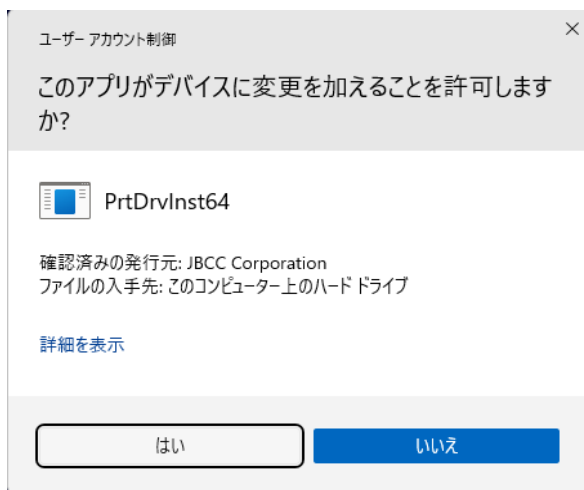 ユーザー アカウント制御
このアプリがデバイスに変更を加えることを許可します
か?
PrtDrvInst64
確認済みの発行元: JBCC Corporation
ファイルの入手先: このコンピューター上のハード ドライブ
詳細を表示
はい
いいえ